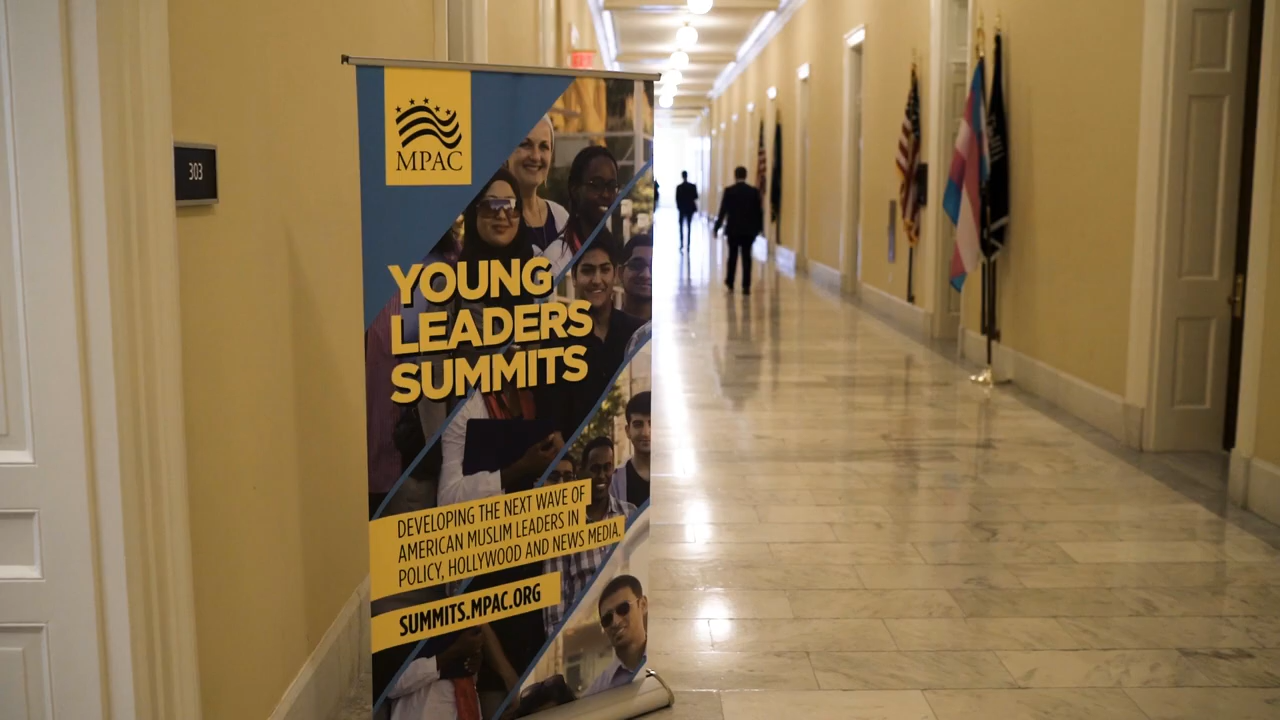 303
MPAC
YOUNG
LEADERS
SUMMITS
DEVELOPING THE NEXT WAVE OF
AMERICAN MUSLIM LEADERS IN
POLICY, HOLLYWOOD AND NEWS MEDIA.
SUMMITS.MPAC.ORG
EXIT